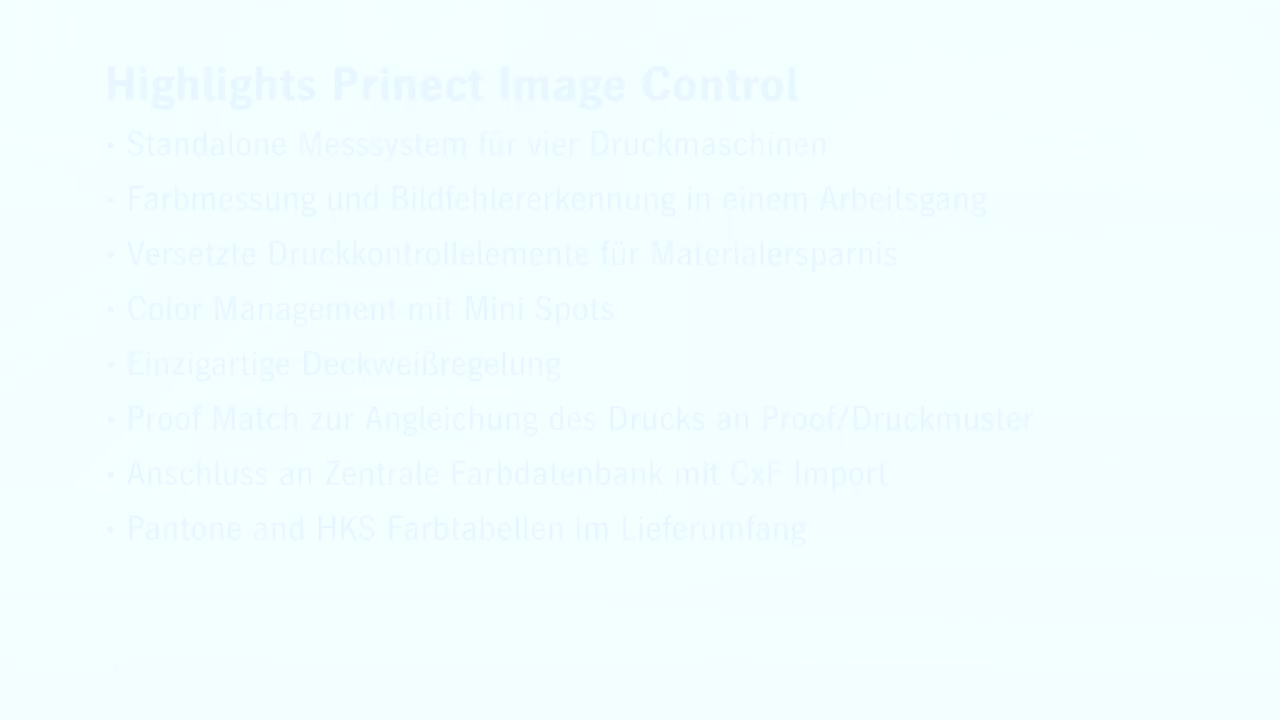 Highlights Prinect Image Control
• Standalone Messsystem für vier Druckmaschinen
• Farbmessung und Bildfehlererkennung in einem Arbeitsgang
• Versetzte Druckkontrollelemente für Materialersparnis
• Color Management mit Mini Spots
• Einzigartige Deckweißregelung
• Proof Match zur Angleichung des Drucks an Proof/Druckmuster
• Anschluss an Zentrale Farbdatenbank mit CxF Import
• Pantone and HKS Farbtabellen im Lieferumfang